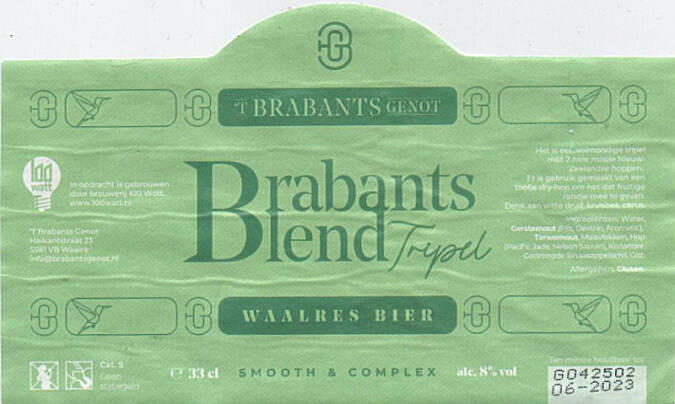 'T BRABANTS GENOT
100
watt
In opdracht is gebrouwen
door brouwerij 100 Watt.
www.100watt.nl
'T Brabants Genot
Heikantstraat 23
5581 VB Waalre
info@brabantsgenot.nl
Brabants
Blend
Tripel
Het is een volmondige tripel
met 2 hele mooie Nieuw-
Zeelandse hoppen.
Er is gebruik gemaakt van een
toefje dry-hop om net dat fruitige
randje mee te geven.
Denk aan witte druif, kruisbes, citrus.
Ingrediënten: Water,
Gerstemout (Pils, Dextrin, Aromatic),
Tarwemout, Maisvlokken, Hop
(Pacific Jade, Nelson Sauvin), Koriander,
Gedroogde Sinaasappelschil, Gist.
Allergenen: Gluten
WAALRES BIER
Cat. S
Geen
statiegeld
e 33 cl
SMOOTH & COMPLEX
alc. 8% vol
Ten minste houdbaar tot:
G042502
06-2023